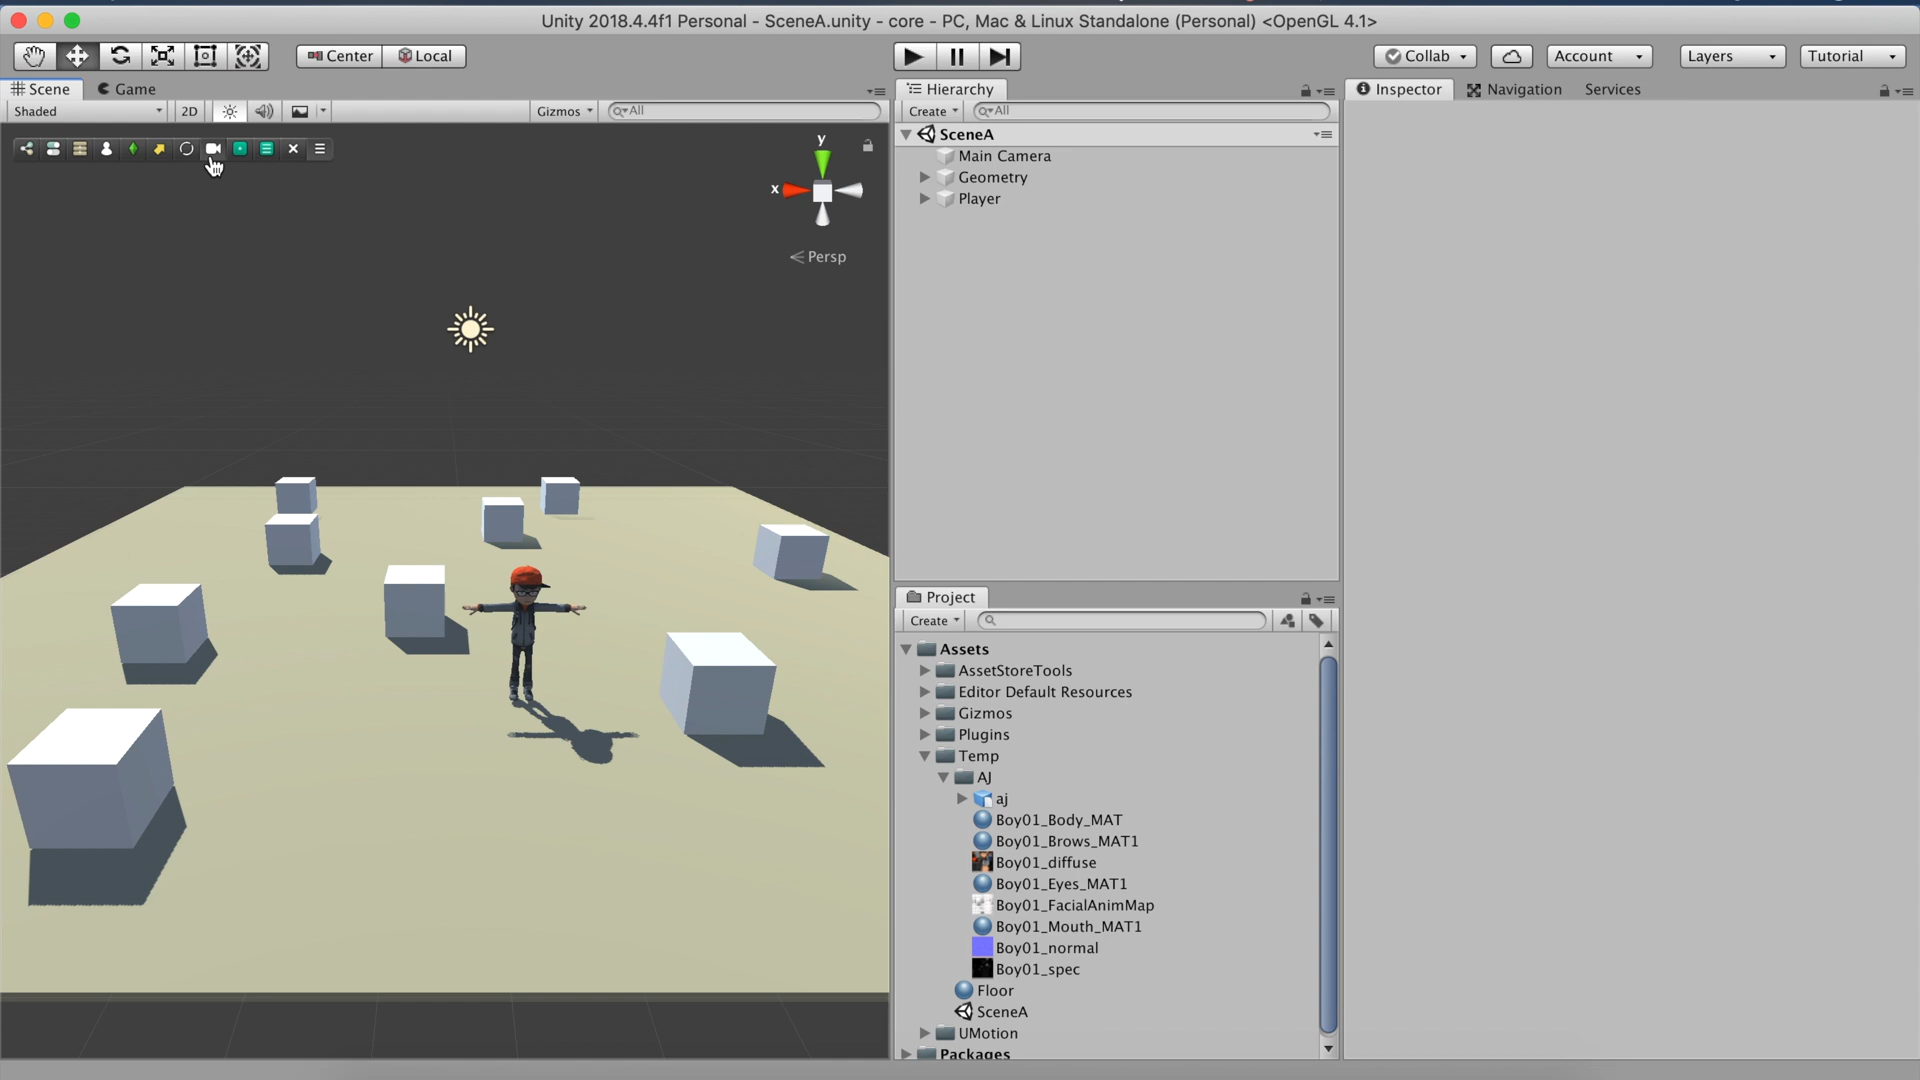 Unity 2018.4.4f1 Personal - SceneA.unity - core - PC, Mac & Linux Standalone (Personal) <OpenGL 4.1>
Center Local
Collab Account Layers Tutorial
Scene Game
Shaded 2D Gizmos All
y
x
Persp
Hierarchy
Create All
SceneA
Main Camera
Geometry
Player
Project
Create
Assets
AssetStoreTools
Editor Default Resources
Gizmos
Plugins
Temp
AJ
aj
Boy01_Body_MAT
Boy01_Brows_MAT1
Boy01_diffuse
Boy01_Eyes_MAT1
Boy01_FacialAnimMap
Boy01_Mouth_MAT1
Boy01_normal
Boy01_spec
Floor
SceneA
UMotion
Packages
Inspector Navigation Services